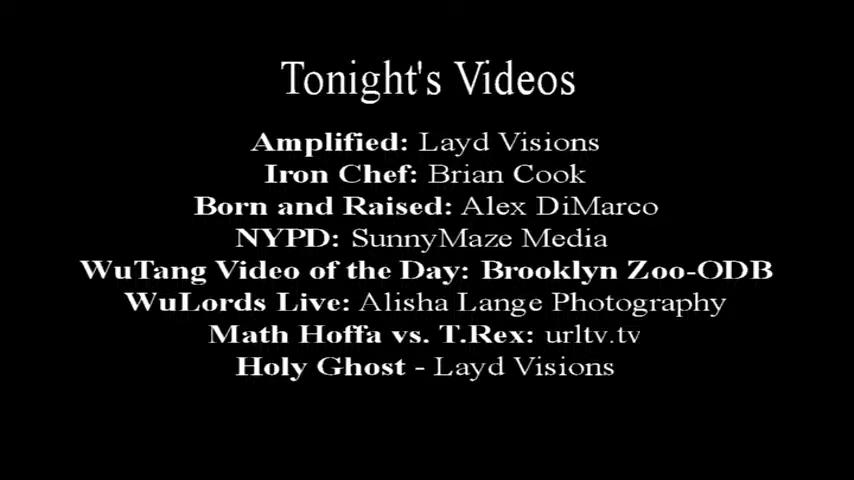 Tonight's Videos
Amplified: Layd Visions
Iron Chef: Brian Cook
Born and Raised: Alex DiMarco
NYPD: SunnyMaze Media
WuTang Video of the Day: Brooklyn Zoo-ODB
WuLords Live: Alisha Lange Photography
Math Hoffa vs. T.Rex: urltv.tv
Holy Ghost - Layd Visions